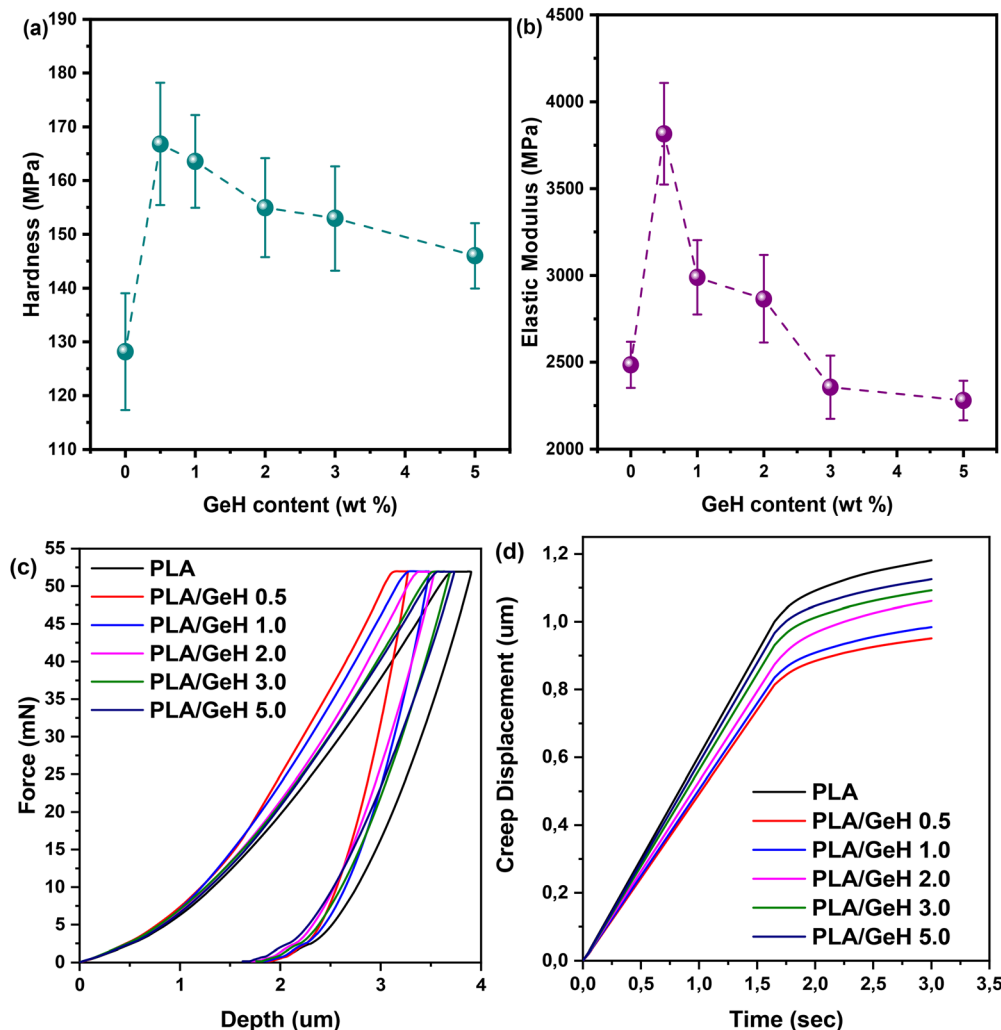 (a)
190
180
170
160
150
140
130
120
110
Hardness (MPa)
0 1 2 3 4 5
GeH content (wt %)
(b)
4500
4000
3500
3000
2500
2000
Elastic Modulus (MPa)
0 1 2 3 4 5
GeH content (wt %)
(c)
55
50
45
40
35
30
25
20
15
10
5
0
Force (mN)
PLA
PLA/GeH 0.5
PLA/GeH 1.0
PLA/GeH 2.0
PLA/GeH 3.0
PLA/GeH 5.0
0 1 2 3 4
Depth (um)
(d)
1,2
1,0
0,8
0,6
0,4
0,2
0,0
Creep Displacement (um)
PLA
PLA/GeH 0.5
PLA/GeH 1.0
PLA/GeH 2.0
PLA/GeH 3.0
PLA/GeH 5.0
0,0 0,5 1,0 1,5 2,0 2,5 3,0 3,5
Time (sec)